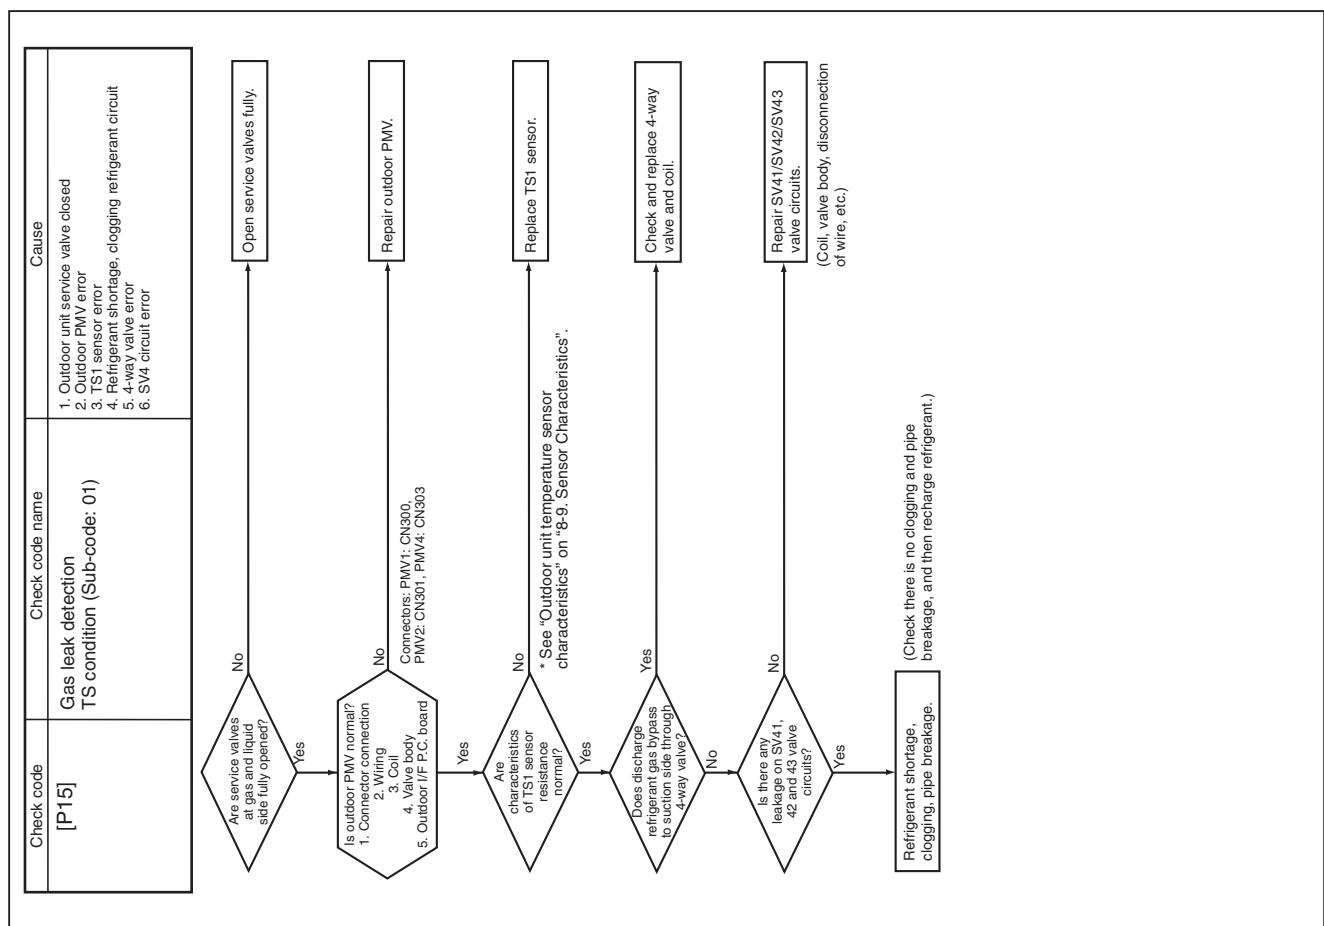 Check code
Check code name
Cause
[P15]
Gas leak detection
TS condition (Sub-code: 01)
1. Outdoor unit service valve closed
2. Outdoor PMV error
3. TS1 sensor error
4. Refrigerant shortage, clogging refrigerant circuit
5. 4-way valve error
6. SV4 circuit error
Are service valves
at gas and liquid
side fully opened?
No
Open service valves fully.
Yes
Is outdoor PMV normal?
1. Connector connection
2. Wiring
3. Coil
4. Valve body
5. Outdoor I/F P.C. board
No
Repair outdoor PMV.
Connectors: PMV1: CN300,
PMV2: CN301, PMV4: CN303
Yes
Are
characteristics
of TS1 sensor
resistance
normal?
No
Replace TS1 sensor.
* See “Outdoor unit temperature sensor
characteristics” on “8-9. Sensor Characteristics”.
Yes
Does discharge
refrigerant gas bypass
to suction side through
4-way valve?
Yes
Check and replace 4-way
valve and coil.
No
Is there any
leakage on SV41,
42 and 43 valve
circuits?
No
Repair SV41/SV42/SV43
valve circuits.
(Coil, valve body, disconnection
of wire, etc.)
Yes
Refrigerant shortage,
clogging, pipe breakage.
(Check there is no clogging and pipe
breakage, and then recharge refrigerant.)